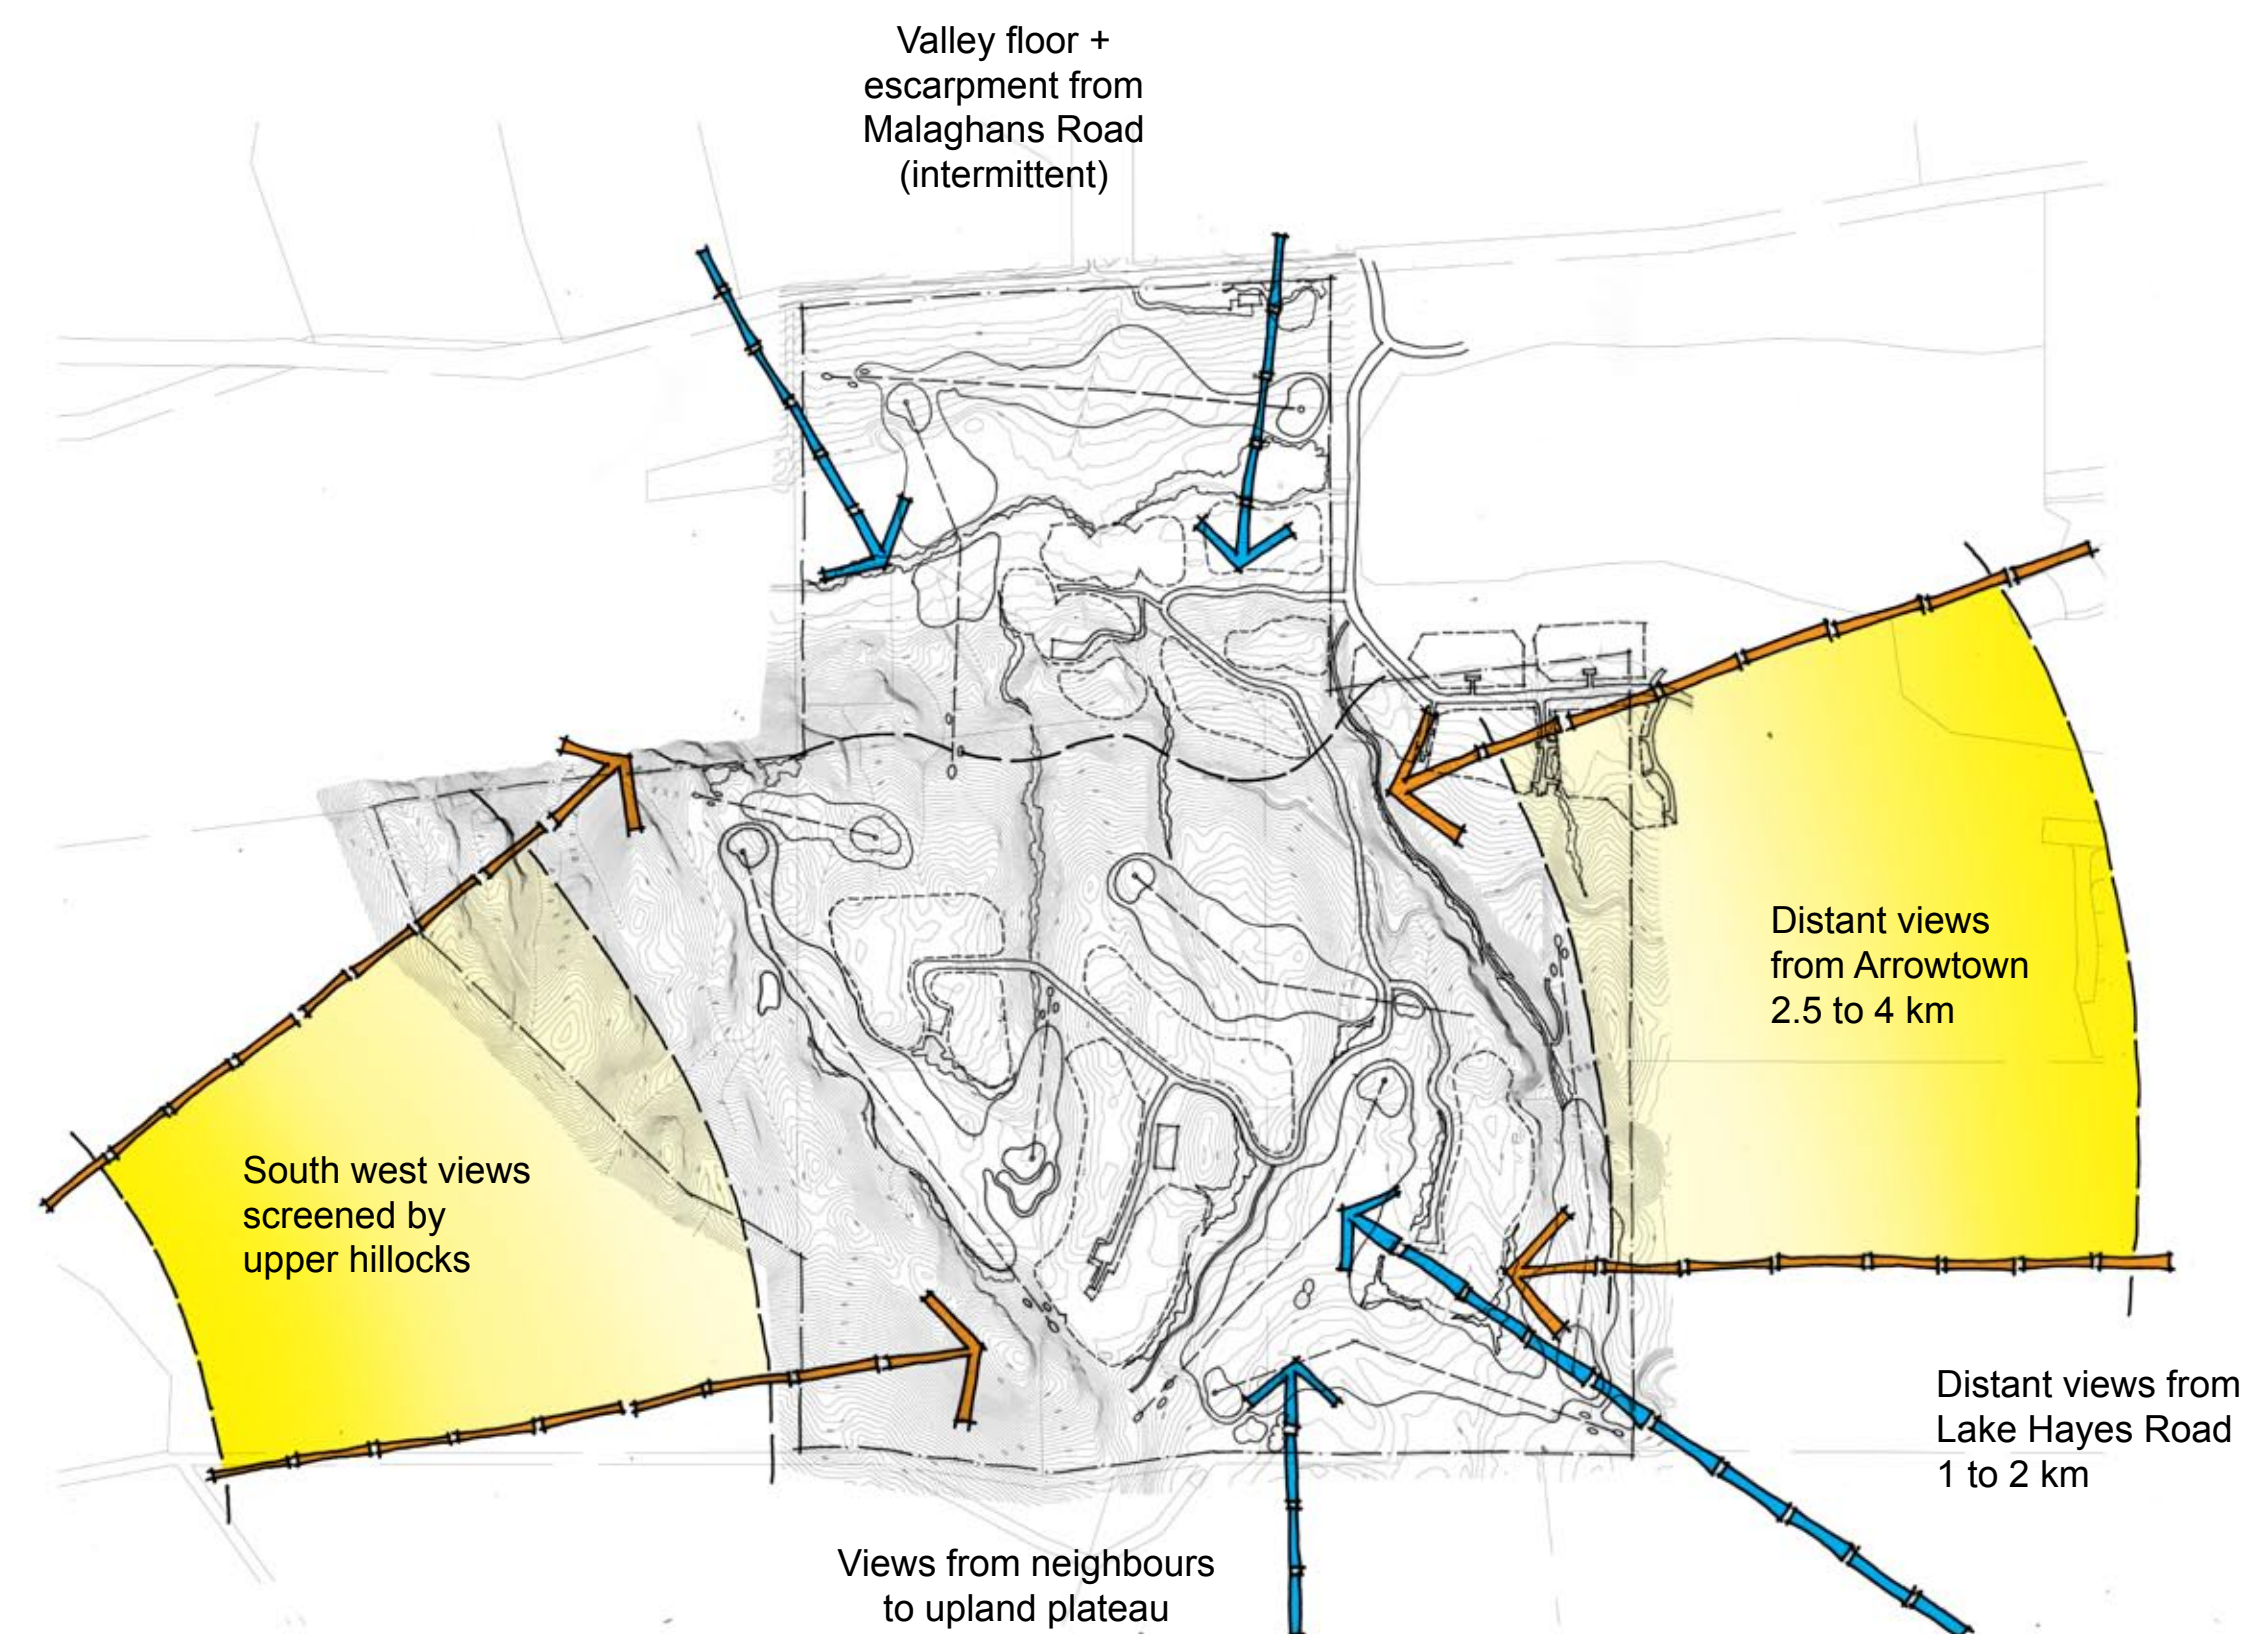 Valley floor +
escarpment from
Malaghans Road
(intermittent)
Distant views
from Arrowtown
2.5 to 4 km
South west views
screened by
upper hillocks
Distant views from
Lake Hayes Road
1 to 2 km
Views from neighbours
to upland plateau